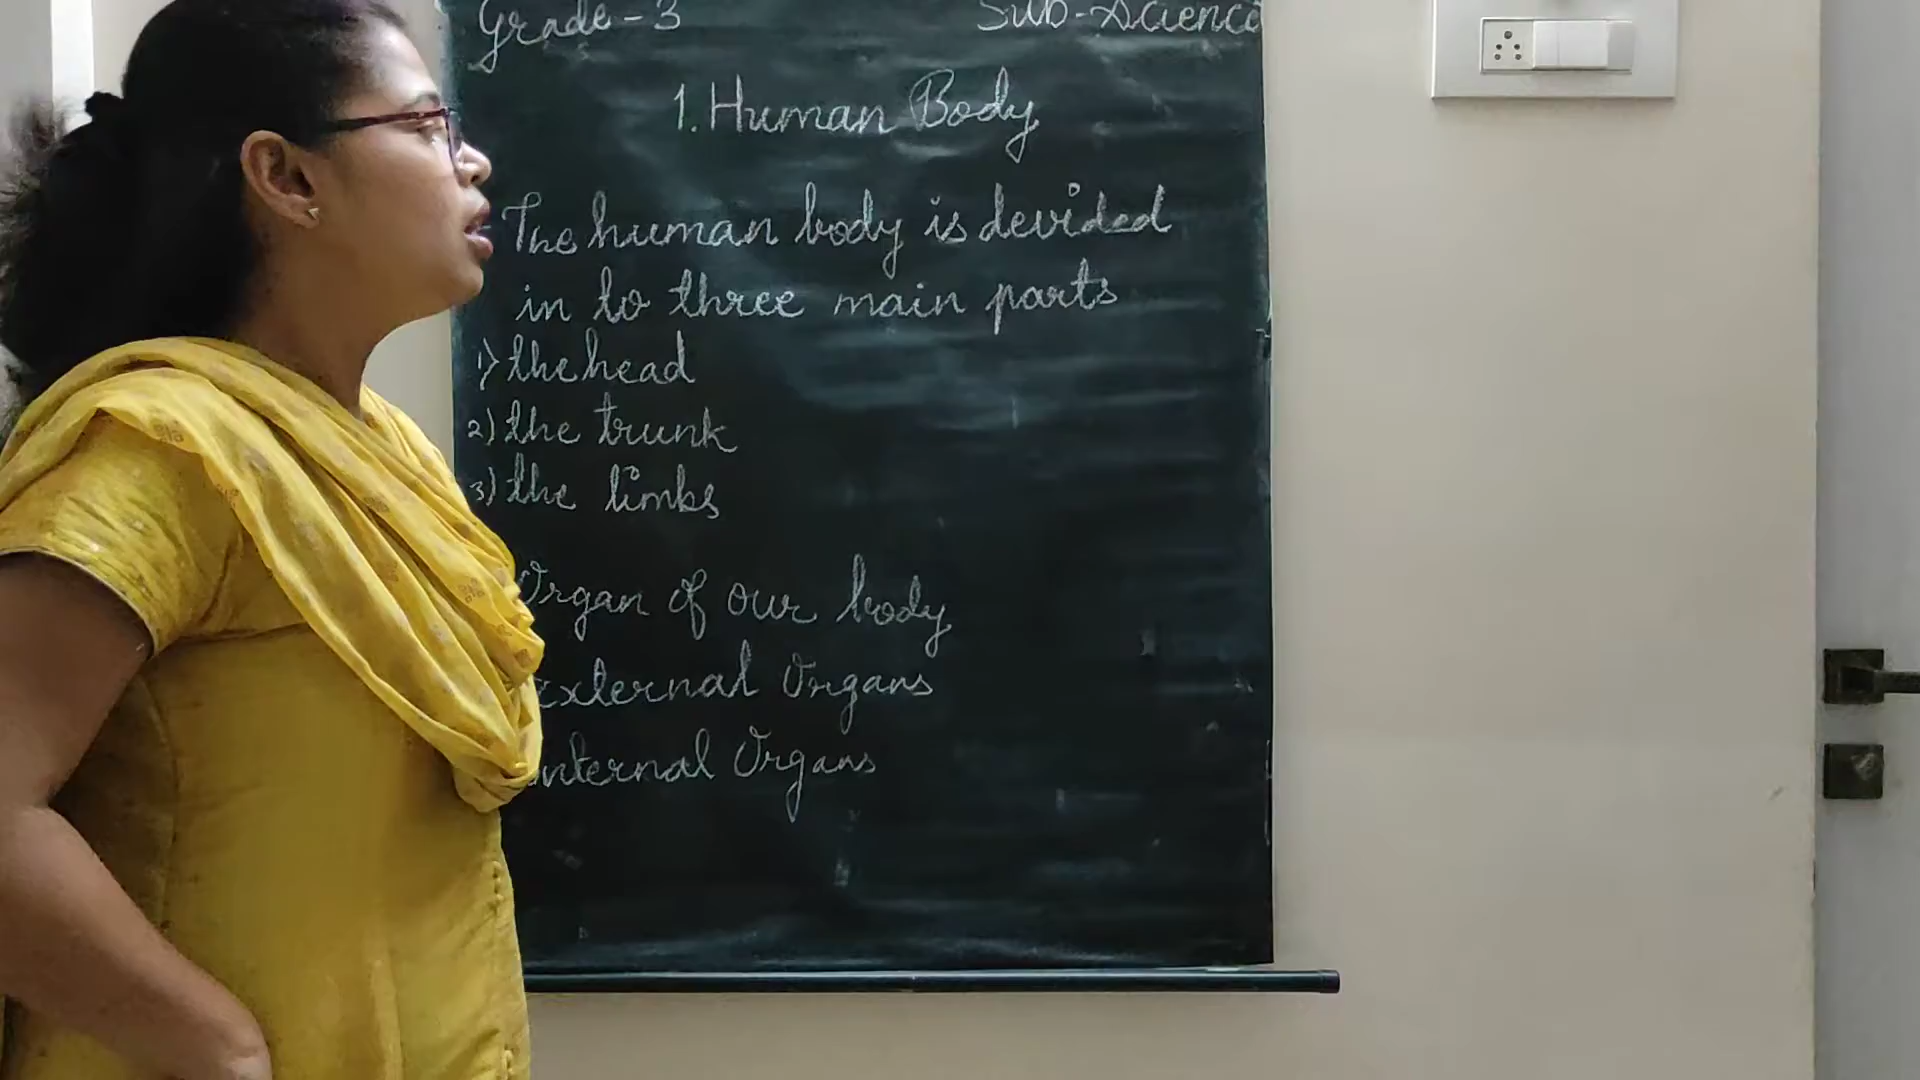 Grade - 3 Sub - Science
1. Human Body
The human body is devided
in to three main parts
1) the head
2) the trunk
3) the limbs
Organ of our body
External Organs
Internal Organs